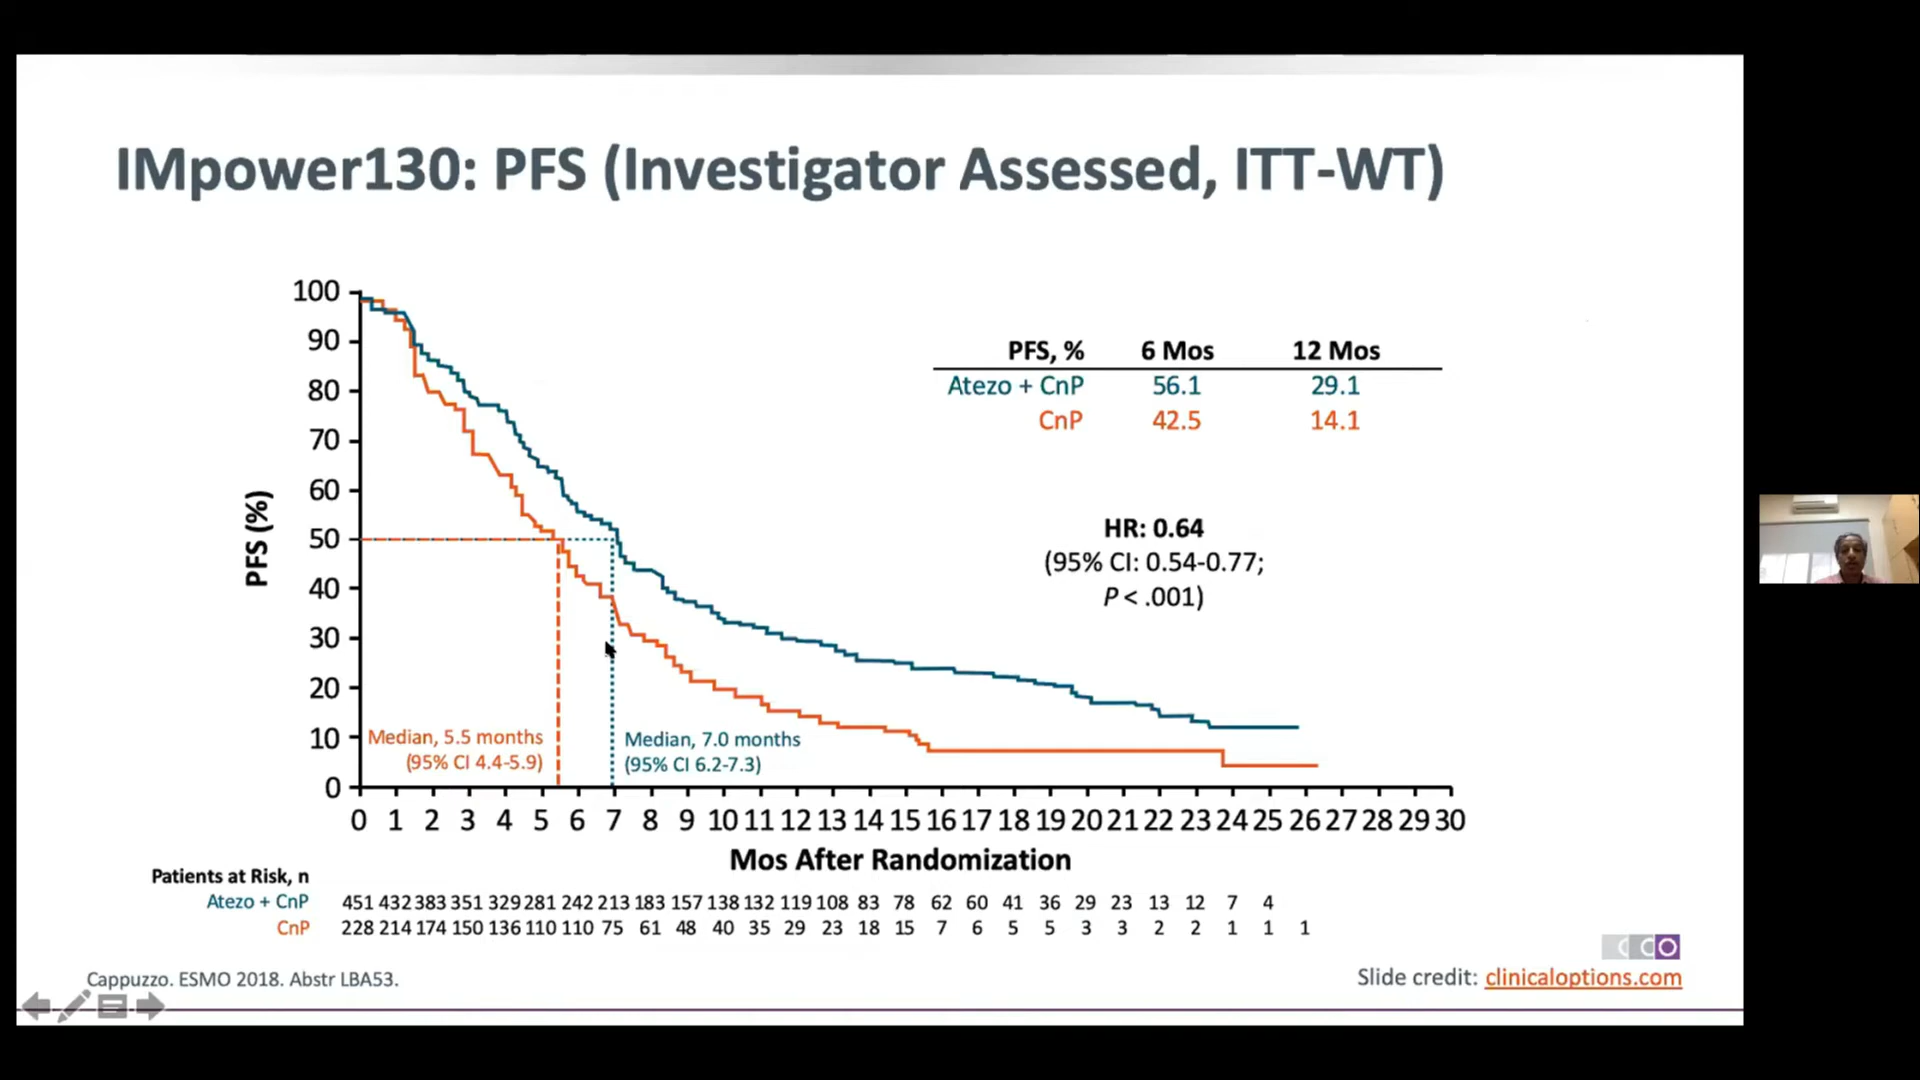 IMpower130: PFS (Investigator Assessed, ITT-WT)
PFS (%)
100
90
80
70
60
50
40
30
20
10
0
PFS, % 6 Mos 12 Mos
Atezo + CnP 56.1 29.1
CnP 42.5 14.1
HR: 0.64
(95% CI: 0.54-0.77;
P < .001)
Median, 5.5 months
(95% CI 4.4-5.9)
Median, 7.0 months
(95% CI 6.2-7.3)
0 1 2 3 4 5 6 7 8 9 10 11 12 13 14 15 16 17 18 19 20 21 22 23 24 25 26 27 28 29 30
Mos After Randomization
Patients at Risk, n
Atezo + CnP 451 432 383 351 329 281 242 213 183 157 138 132 119 108 83 78 62 60 41 36 29 23 13 12 7 4
CnP 228 214 174 150 136 110 110 75 61 48 40 35 29 23 18 15 7 6 5 5 3 3 2 2 1 1 1
CCO
Cappuzzo. ESMO 2018. Abstr LBA53.
Slide credit: clinicaloptions.com